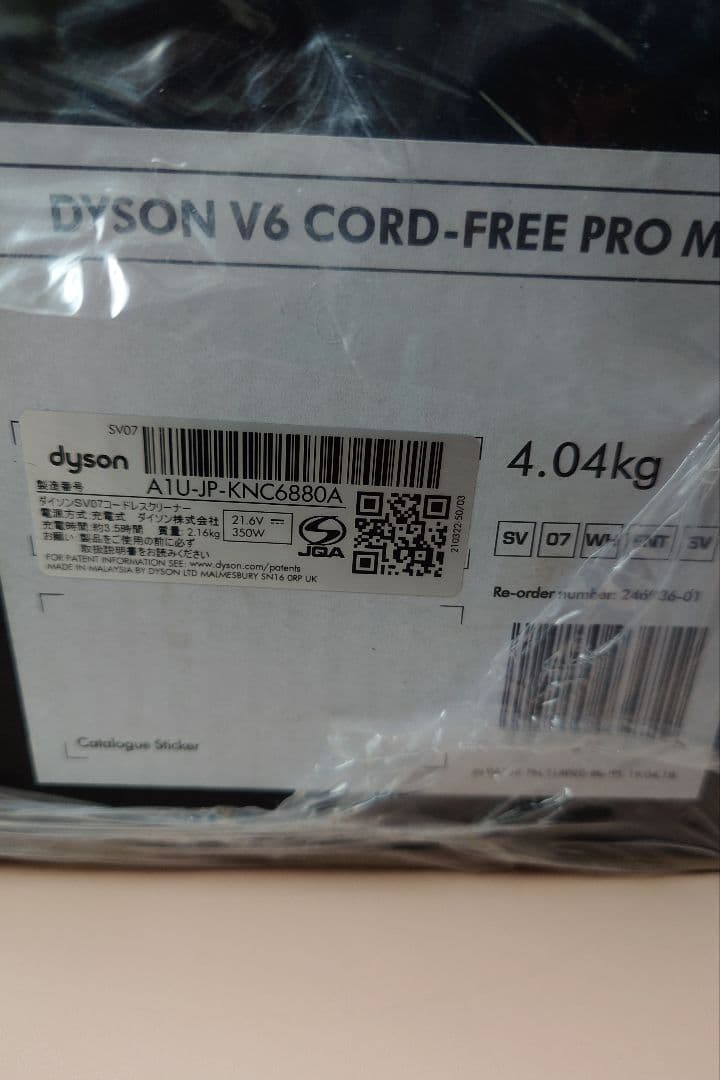 DYSON V6 CORD-FREE PRO M
SV07
dyson
製造番号 A1U-JP-KNC6880A
ダイソンSV07コードレスクリーナー
電源方式 充電式 ダイソン株式会社
充電時間:約3.5時間 質量:2.16kg
お願い 製品をご使用の前に必ず
取扱説明書をお読みください
21.6V
350W
JQA
FOR PATENT INFORMATION SEE: www.dyson.com/patents
MADE IN MALAYSIA BY DYSON LTD MALMESBURY SN16 0RP UK
210322 50/03
4.04kg
SV 07 WH ENT SV
Re-order number:
Catalogue Sticker